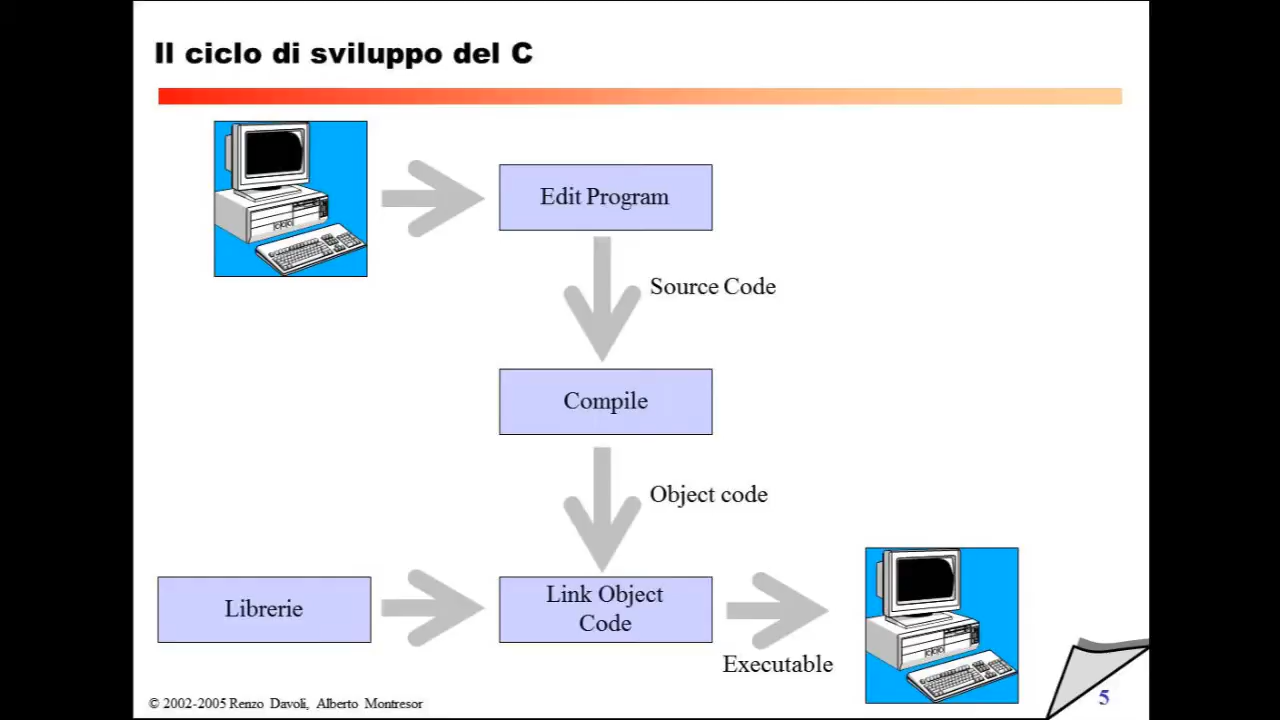 Il ciclo di sviluppo del C
Edit Program
Source Code
Compile
Object code
Librerie
Link Object
Code
Executable
© 2002-2005 Renzo Davoli, Alberto Montresor
5